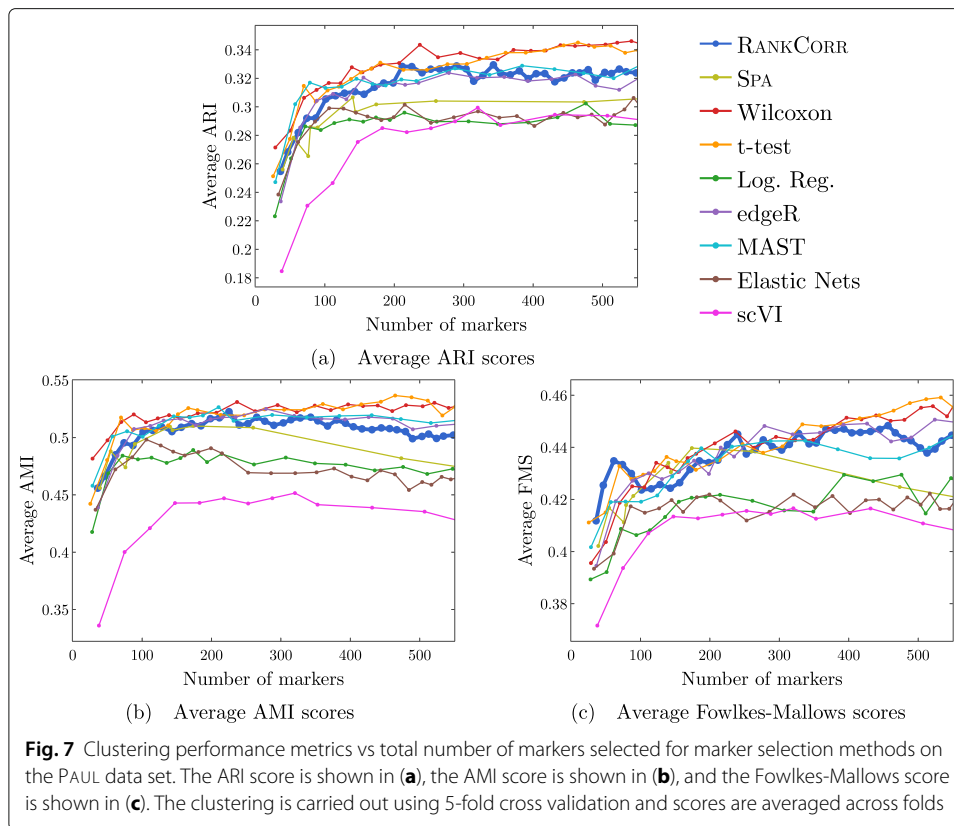 Average ARI
0.34
0.32
0.3
0.28
0.26
0.24
0.22
0.2
0.18
0
100
200
300
400
500
Number of markers
(a) Average ARI scores
RANKCORR
SPA
Wilcoxon
t-test
Log. Reg.
edgeR
MAST
Elastic Nets
scVI
Average AMI
0.55
0.5
0.45
0.4
0.35
0
100
200
300
400
500
Number of markers
(b) Average AMI scores
Average FMS
0.46
0.44
0.42
0.4
0.38
0
100
200
300
400
500
Number of markers
(c) Average Fowlkes-Mallows scores
Fig. 7 Clustering performance metrics vs total number of markers selected for marker selection methods on
the PAUL data set. The ARI score is shown in (a), the AMI score is shown in (b), and the Fowlkes-Mallows score
is shown in (c). The clustering is carried out using 5-fold cross validation and scores are averaged across folds